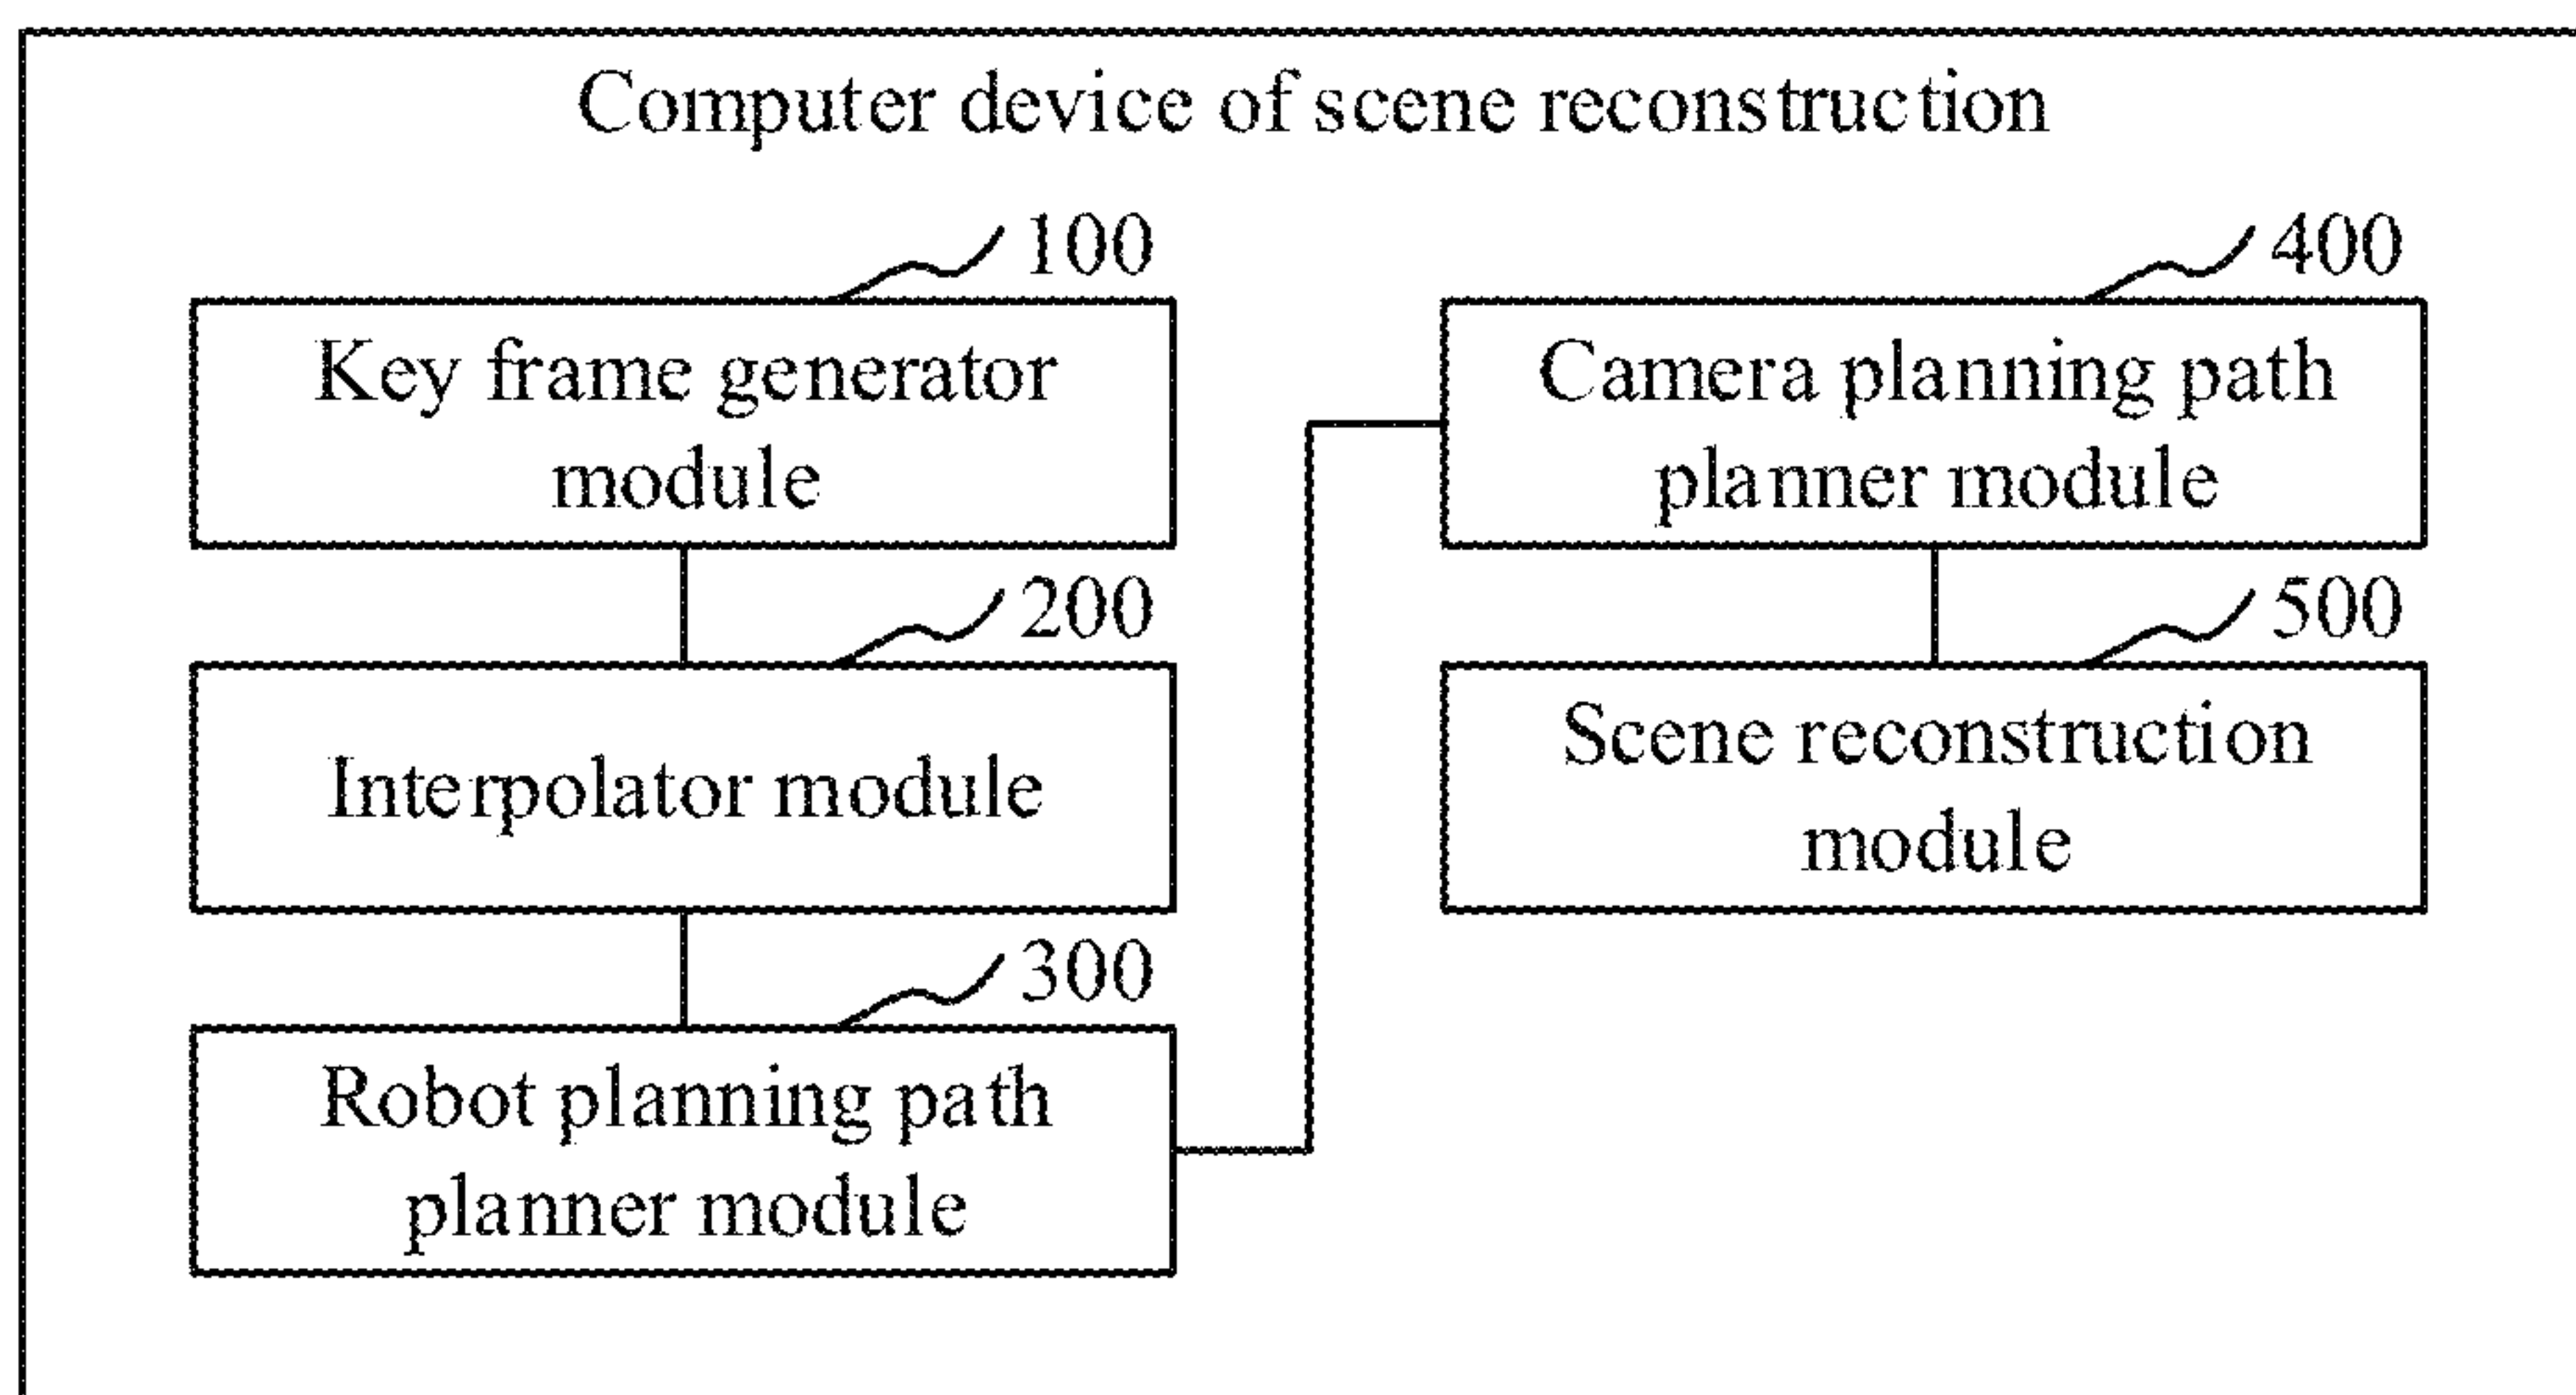 Computer device of scene reconstruction
100
Key frame generator
module
200
Interpolator module
300
Robot planning path
planner module
400
Camera planning path
planner module
500
Scene reconstruction
module